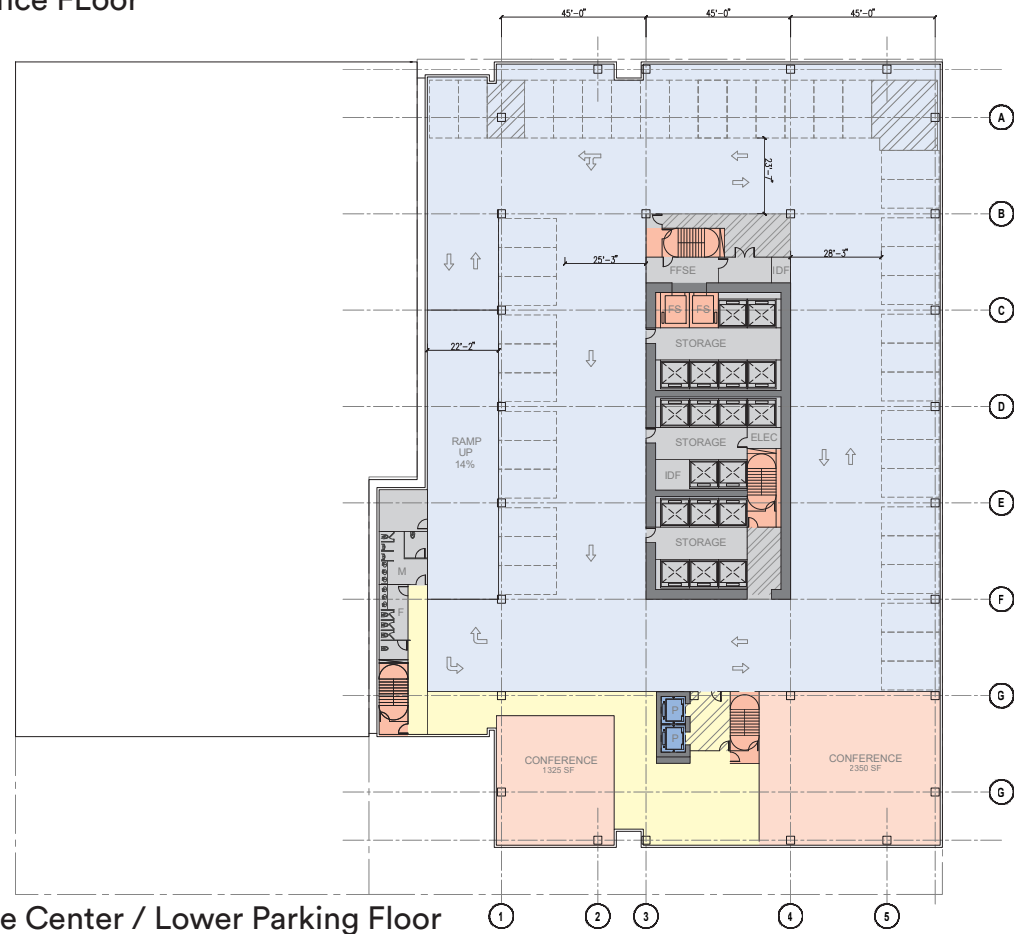 nce FLoor
45'-0"
45'-0"
45'-0"
A
23'-7"
B
25'-3"
28'-3"
FFSE
IDF
FS
FS
C
STORAGE
22'-2"
D
RAMP
UP
14%
STORAGE
ELEC
IDF
E
STORAGE
M
F
F
G
P
P
CONFERENCE
1325 SF
CONFERENCE
2350 SF
G
e Center / Lower Parking Floor
1
2
3
4
5